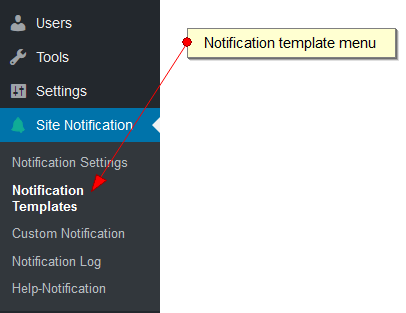 Users
Notification template menu
Tools
Settings
Site Notification
Notification Settings
Notification
Templates
Custom Notification
Notification Log
Help-Notification